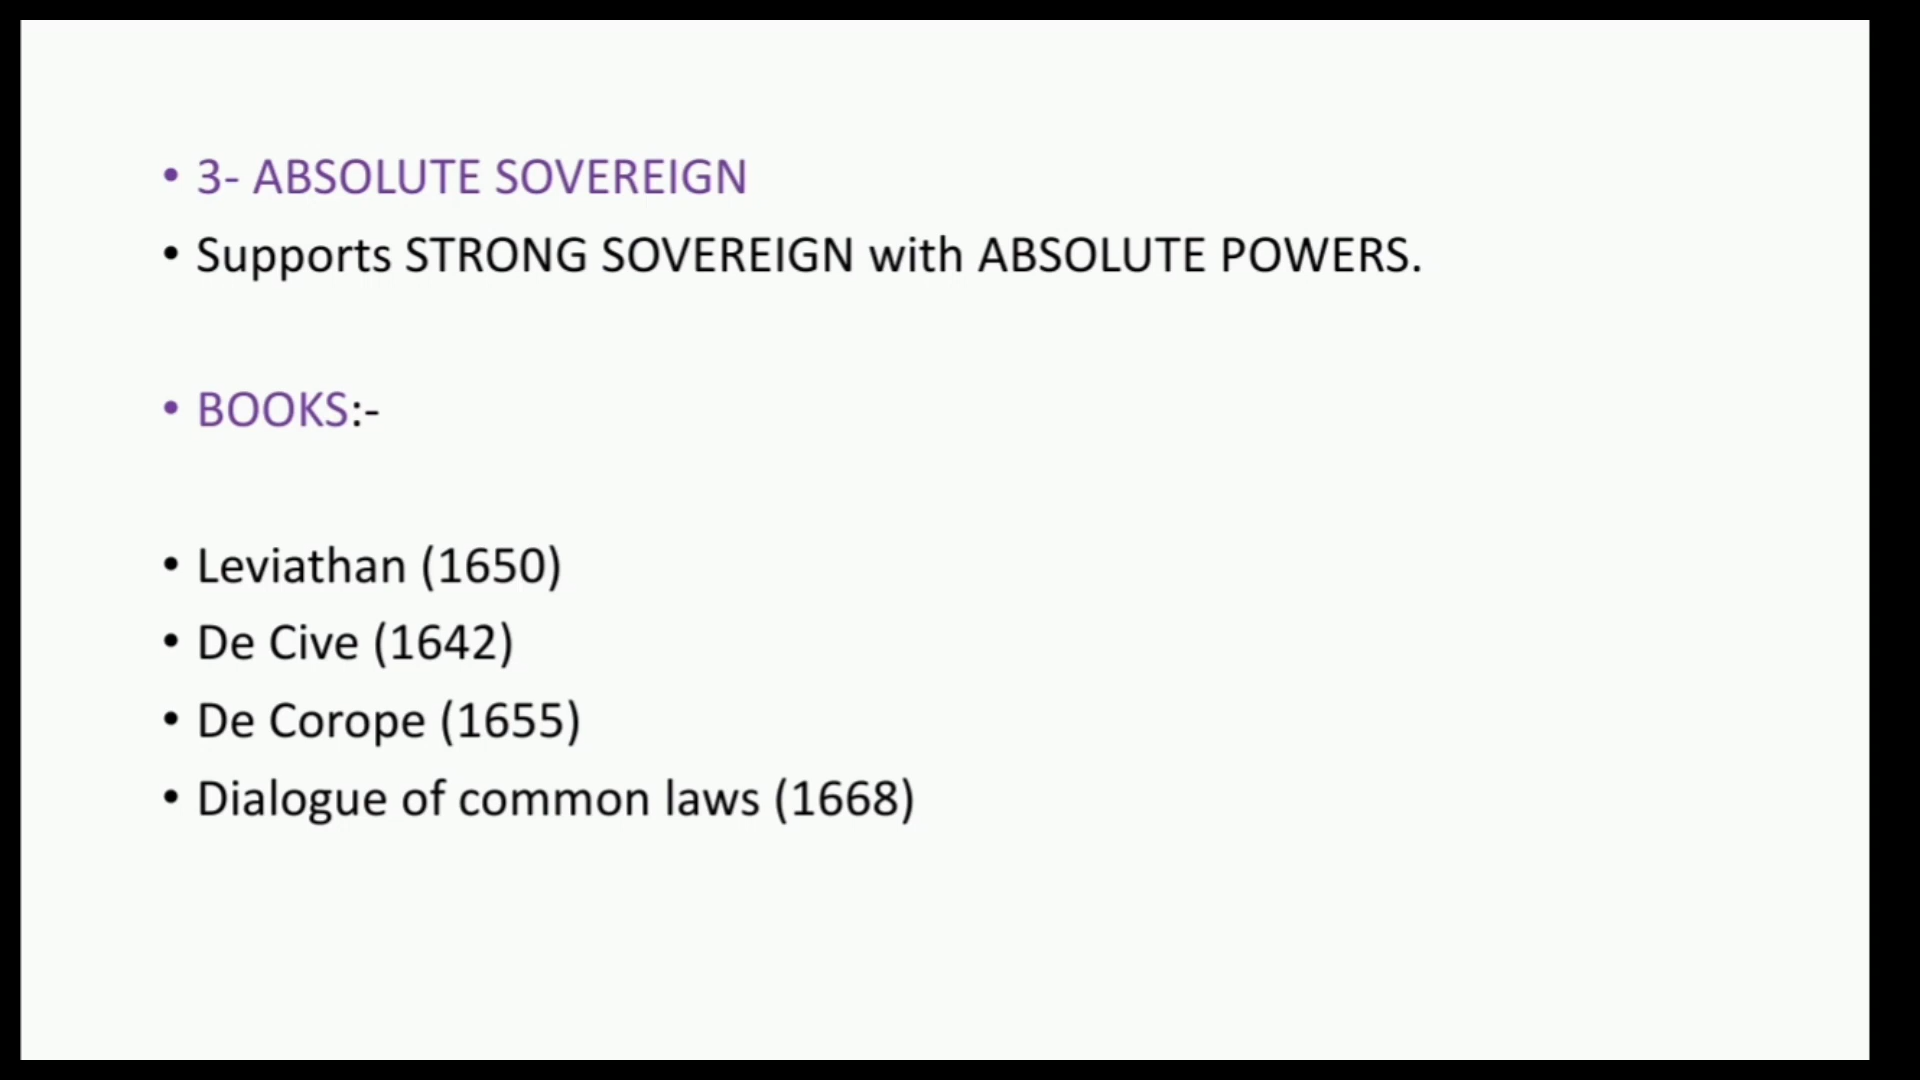 • 3- ABSOLUTE SOVEREIGN
• Supports STRONG SOVEREIGN with ABSOLUTE POWERS.
• BOOKS:-
• Leviathan (1650)
• De Cive (1642)
• De Corope (1655)
• Dialogue of common laws (1668)